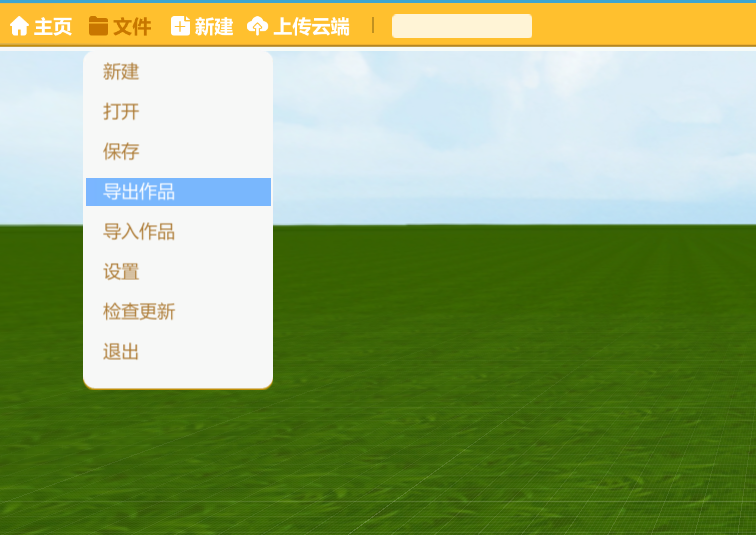 主页 文件 新建 上传云端
新建
打开
保存
导出作品
导入作品
设置
检查更新
退出